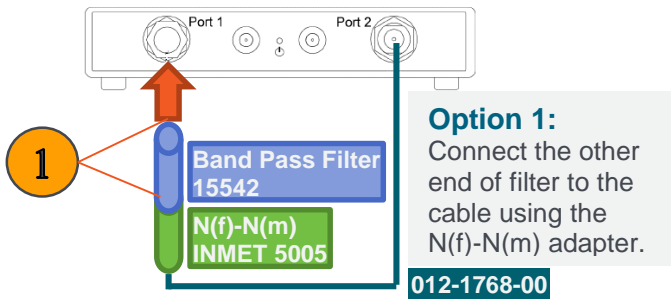 Port 1
Port 2
1
Band Pass Filter
15542
N(f)-N(m)
INMET 5005
Option 1:
Connect the other
end of filter to the
cable using the
N(f)-N(m) adapter.
012-1768-00